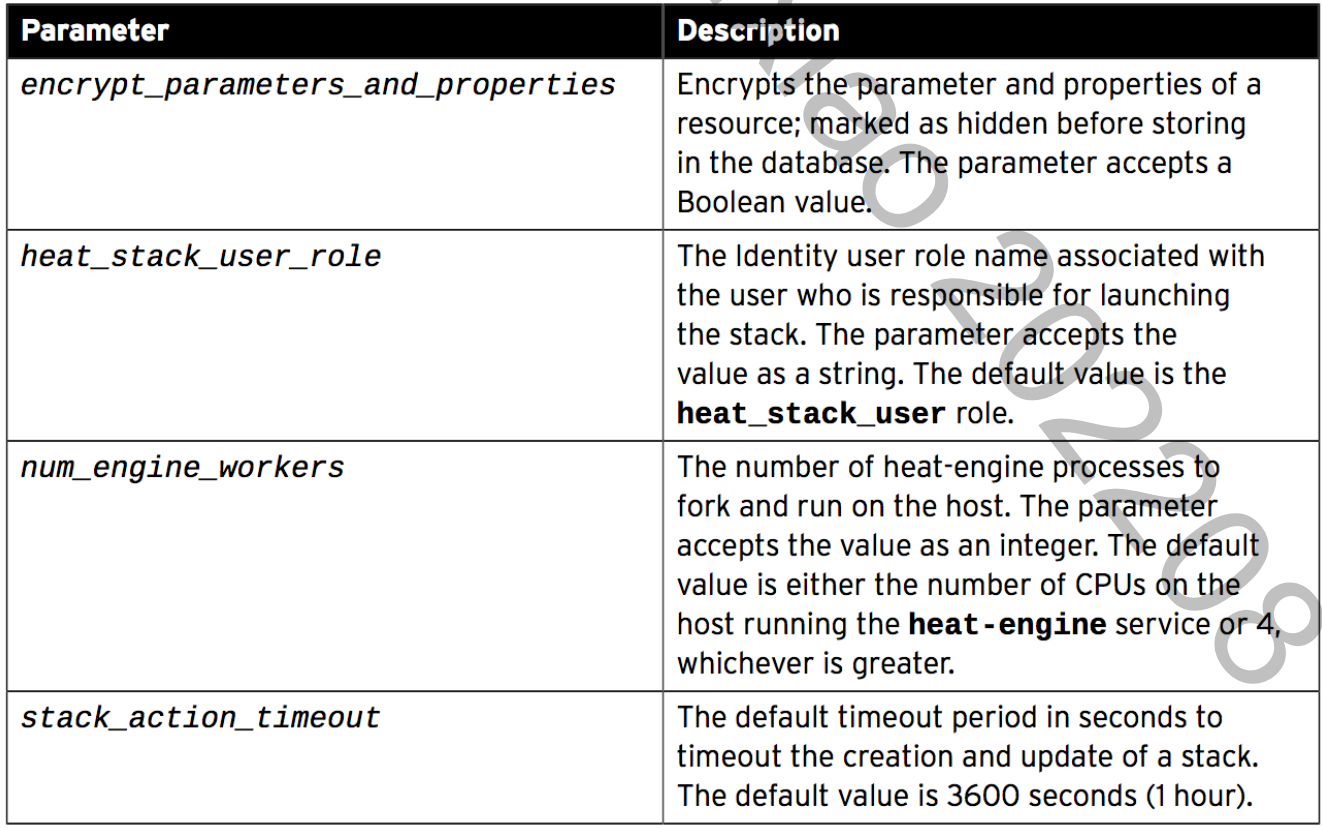 Parameter Description
encrypt_parameters_and_properties
Encrypts the parameter and properties of a
resource; marked as hidden before storing
in the database. The parameter accepts a
Boolean value.
heat_stack_user_role
The Identity user role name associated with
the user who is responsible for launching
the stack. The parameter accepts the
value as a string. The default value is the
heat_stack_user role.
num_engine_workers
The number of heat-engine processes to
fork and run on the host. The parameter
accepts the value as an integer. The default
value is either the number of CPUs on the
host running the heat-engine service or 4,
whichever is greater.
stack_action_timeout
The default timeout period in seconds to
timeout the creation and update of a stack.
The default value is 3600 seconds (1 hour).
202208